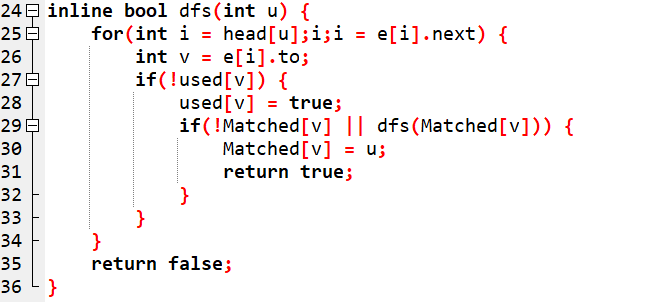 24 inline bool dfs(int u) {
25     for(int i = head[u];i;i = e[i].next) {
26         int v = e[i].to;
27         if(!used[v]) {
28             used[v] = true;
29             if(!Matched[v] || dfs(Matched[v])) {
30                 Matched[v] = u;
31                 return true;
32             }
33         }
34     }
35     return false;
36 }